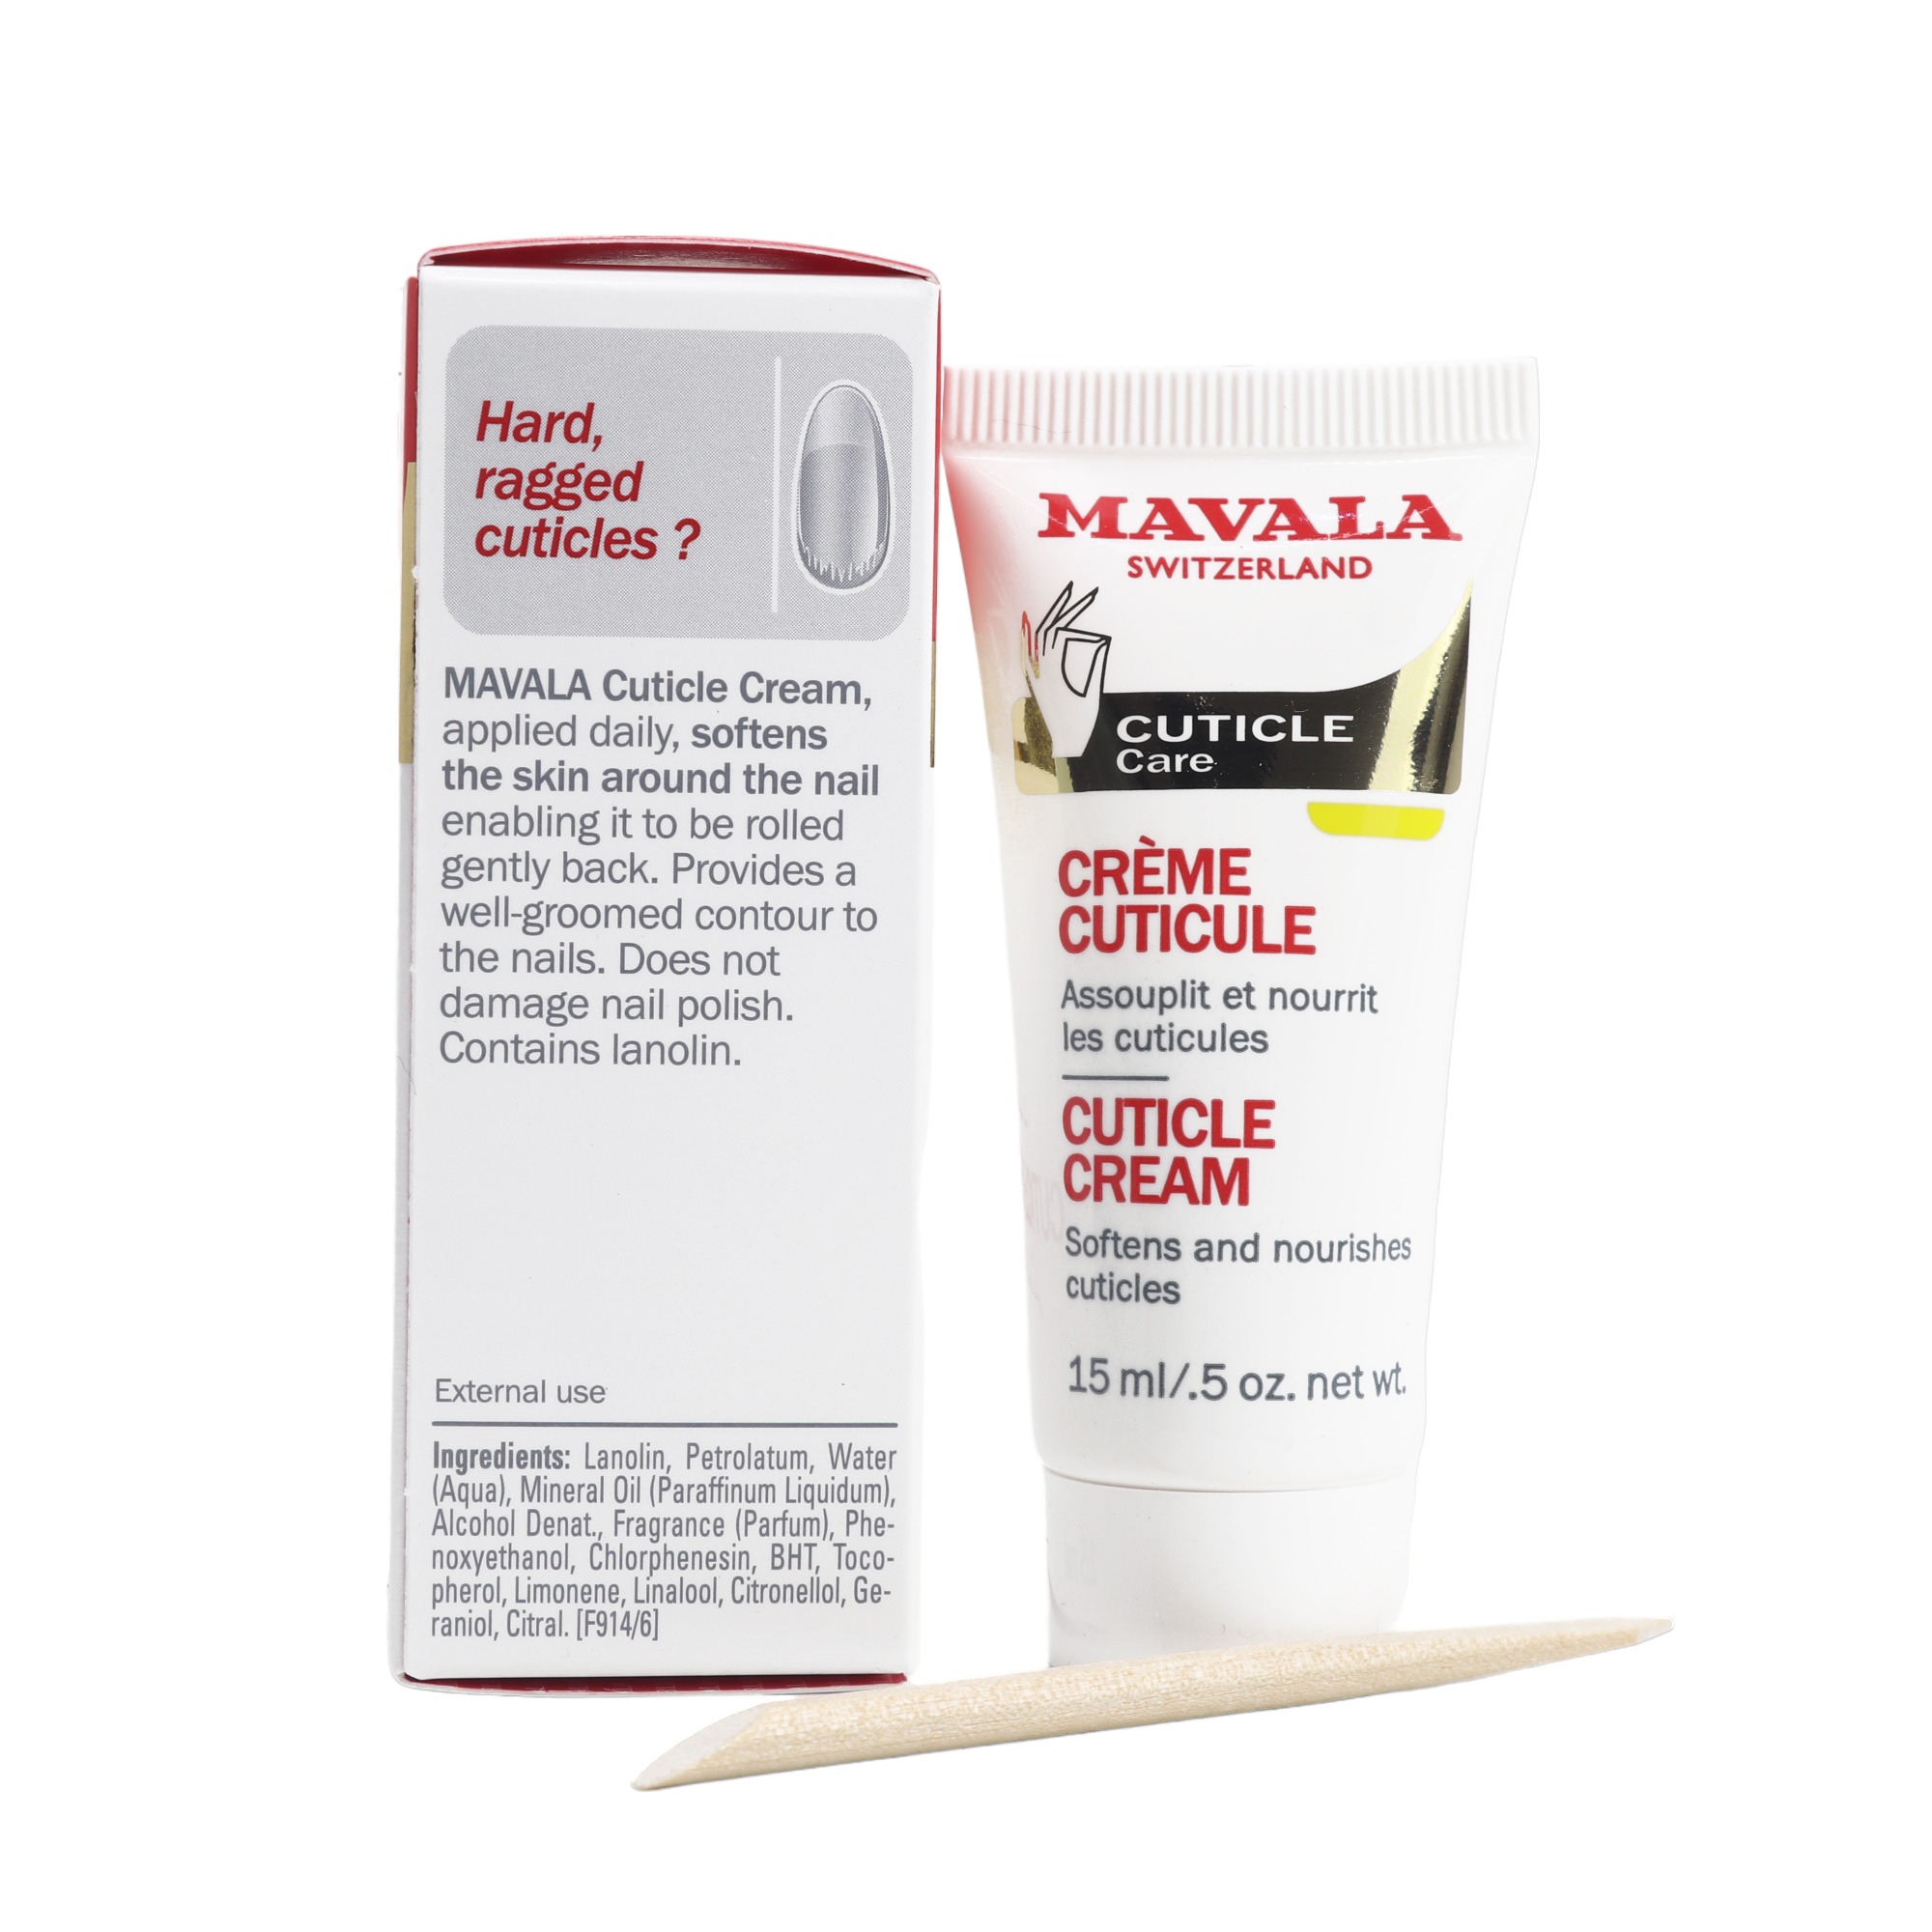 Hard,
ragged
cuticles ?
MAVALA Cuticle Cream,
applied daily, softens
the skin around the nail
enabling it to be rolled
gently back. Provides a
well-groomed contour to
the nails. Does not
damage nail polish.
Contains lanolin.
External use
Ingredients: Lanolin, Petrolatum, Water
(Aqua), Mineral Oil (Paraffinum Liquidum),
Alcohol Denat., Fragrance (Parfum), Phe-
noxyethanol, Chlorphenesin, BHT, Toco-
pherol, Limonene, Linalool, Citronellol, Ge-
raniol, Citral. [F914/6]
MAVALA
SWITZERLAND
CUTICLE
Care
CRÈME
CUTICULE
Assouplit et nourrit
les cuticules
CUTICLE
CREAM
Softens and nourishes
cuticles
15 ml/.5 oz. net wt.